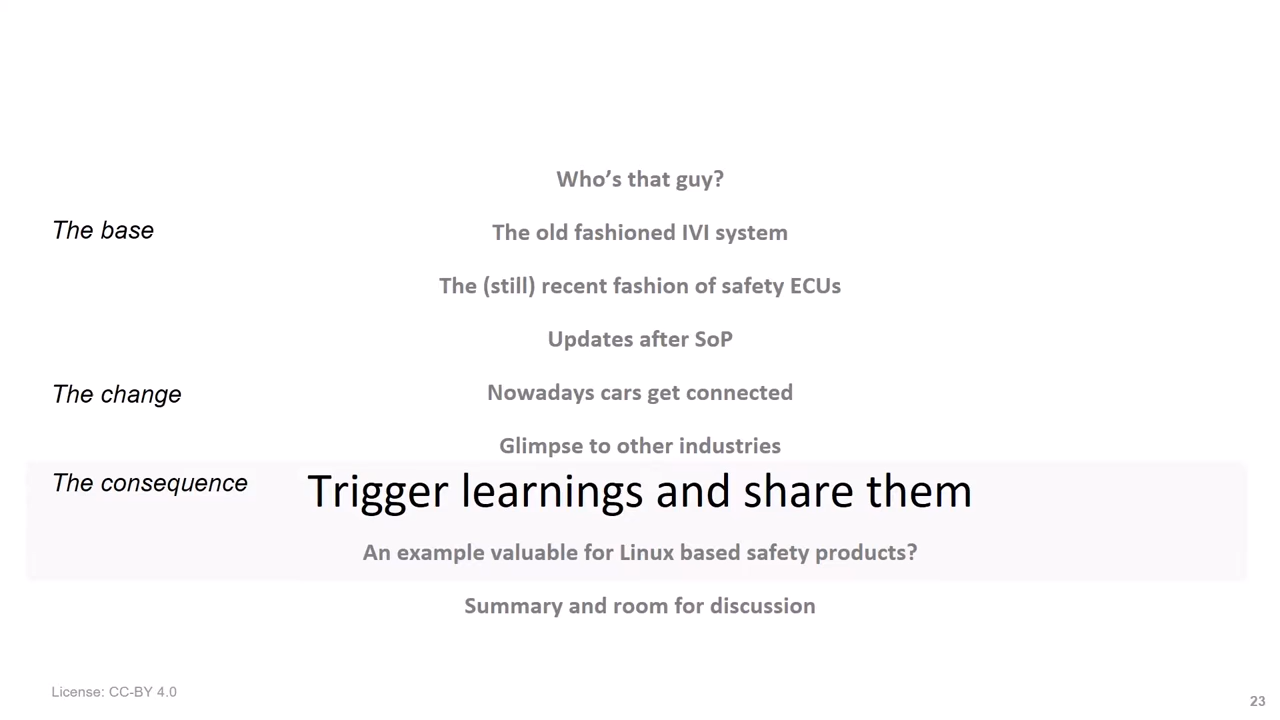 Who's that guy?
The base
The old fashioned IVI system
The (still) recent fashion of safety ECUs
Updates after SoP
The change
Nowadays cars get connected
Glimpse to other industries
The consequence
Trigger learnings and share them
An example valuable for Linux based safety products?
Summary and room for discussion
License: CC-BY 4.0
23